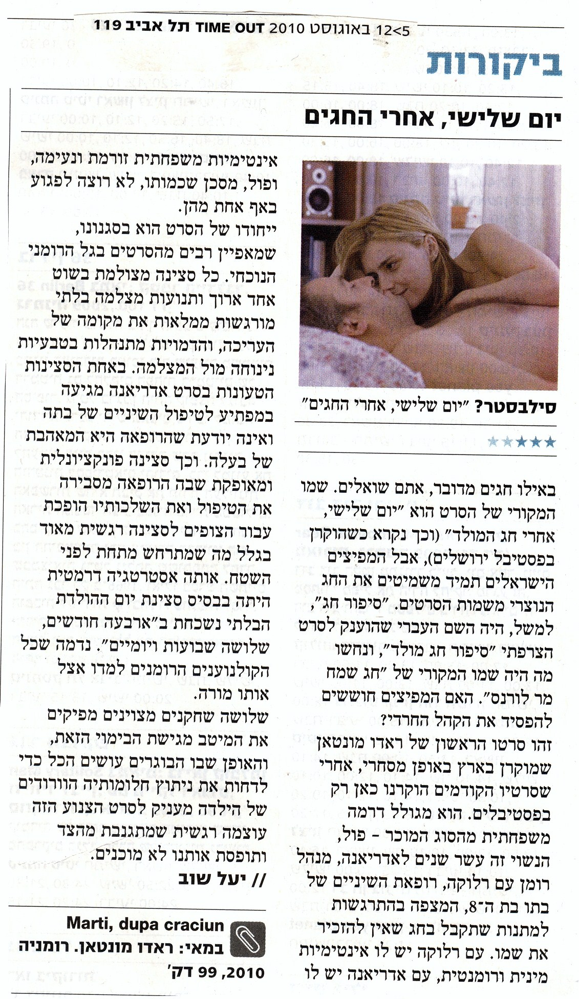 5>12 באוגוסט 2010 TIME OUT תל אביב 119
ביקורות
יום שלישי, אחרי החגים
סילבסטר? "יום שלישי, אחרי החגים"
★★★★★
באילו חגים מדובר, אתם שואלים. שמו
המקורי של הסרט הוא "יום שלישי,
אחרי חג המולד" (וכך נקרא כשהוקרן
בפסטיבל ירושלים), אבל המפיצים
הישראלים תמיד משמיטים את החג
הנוצרי משמות הסרטים. "סיפור חג",
למשל, היה השם העברי שהוענק לסרט
הצרפתי "סיפור חג מולד", ונחשו
מה היה שמו המקורי של "חג שמח
מר לורנס". האם המפיצים חוששים
להפסיד את הקהל החרדי?
זהו סרטו הראשון של ראדו מונטאן
שמוקרן בארץ באופן מסחרי, אחרי
שסרטיו הקודמים הוקרנו כאן רק
בפסטיבלים. הוא מגולל דרמה
משפחתית מהסוג המוכר – פול,
הנשוי זה עשר שנים לאדריאנה, מנהל
רומן עם רלוקה, רופאת השיניים של
בתו בת ה־8, המצפה בהתרגשות
למתנות שתקבל בחג שאין להזכיר
את שמו. עם רלוקה יש לו אינטימיות
מינית ורומנטית, עם אדריאנה יש לו
אינטימיות משפחתית זורמת ונעימה,
ופול, מסכן שכמותו, לא רוצה לפגוע
באף אחת מהן.
ייחודו של הסרט הוא בסגנונו,
שמאפיין רבים מהסרטים בגל הרומני
הנוכחי. כל סצינה מצולמת בשוט
אחד ארוך ותנועות מצלמה בלתי
מורגשות ממלאות את מקומה של
העריכה, והדמויות מתנהלות בטבעיות
נינוחה מול המצלמה. באחת הסצינות
הטעונות בסרט אדריאנה מגיעה
במפתיע לטיפול השיניים של בתה
ואינה יודעת שהרופאה היא המאהבת
של בעלה. וכך סצינה פונקציונלית
ומאופקת שבה הרופאה מסבירה
את הטיפול ואת השלכותיו הופכת
עבור הצופים לסצינה רגשית מאוד
בגלל מה שמתרחש מתחת לפני
השטח. אותה אסטרטגיה דרמטית
היתה בבסיס סצינת יום ההולדת
הבלתי נשכחת ב"ארבעה חודשים,
שלושה שבועות ויומיים". נדמה שכל
הקולנוענים הרומנים למדו אצל
אותו מורה.
שלושה שחקנים מצוינים מפיקים
את המיטב מגישת הבימוי הזאת,
והאופן שבו הבוגרים עושים הכל כדי
לדחות את ניתוץ חלומותיה הוורודים
של הילדה מעניק לסרט הצנוע הזה
עוצמה רגשית שמתגנבת מהצד
ותופסת אותנו לא מוכנים.
// יעל שוב
Marti, dupa craciun
במאי: ראדו מונטאן. רומניה
2010, 99 דק'